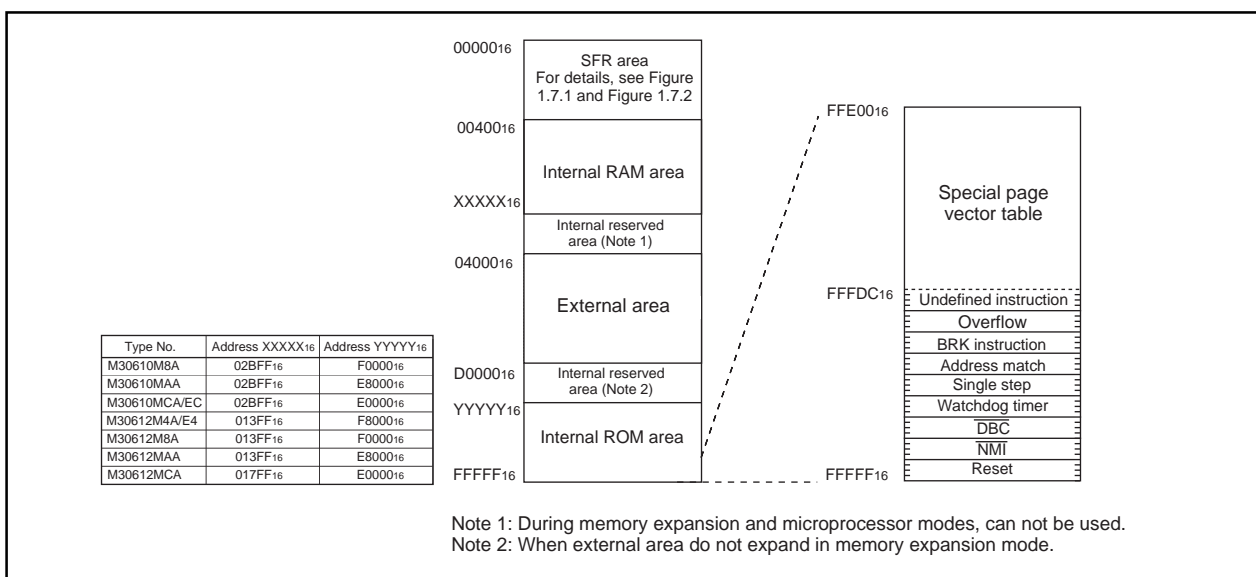 0000016
SFR area
For details, see Figure
1.7.1 and Figure 1.7.2
0040016
Internal RAM area
XXXXX16
Internal reserved
area (Note 1)
0400016
External area
D000016
Internal reserved
area (Note 2)
YYYYY16
Internal ROM area
FFFFF16
FFE0016
Special page
vector table
FFFDC16
Undefined instruction
Overflow
BRK instruction
Address match
Single step
Watchdog timer
DBC
NMI
Reset
FFFFF16
Type No. Address XXXXX16 Address YYYYY16
M30610M8A 02BFF16 F000016
M30610MAA 02BFF16 E800016
M30610MCA/EC 02BFF16 E000016
M30612M4A/E4 013FF16 F800016
M30612M8A 013FF16 F000016
M30612MAA 013FF16 E800016
M30612MCA 017FF16 E000016
Note 1: During memory expansion and microprocessor modes, can not be used.
Note 2: When external area do not expand in memory expansion mode.